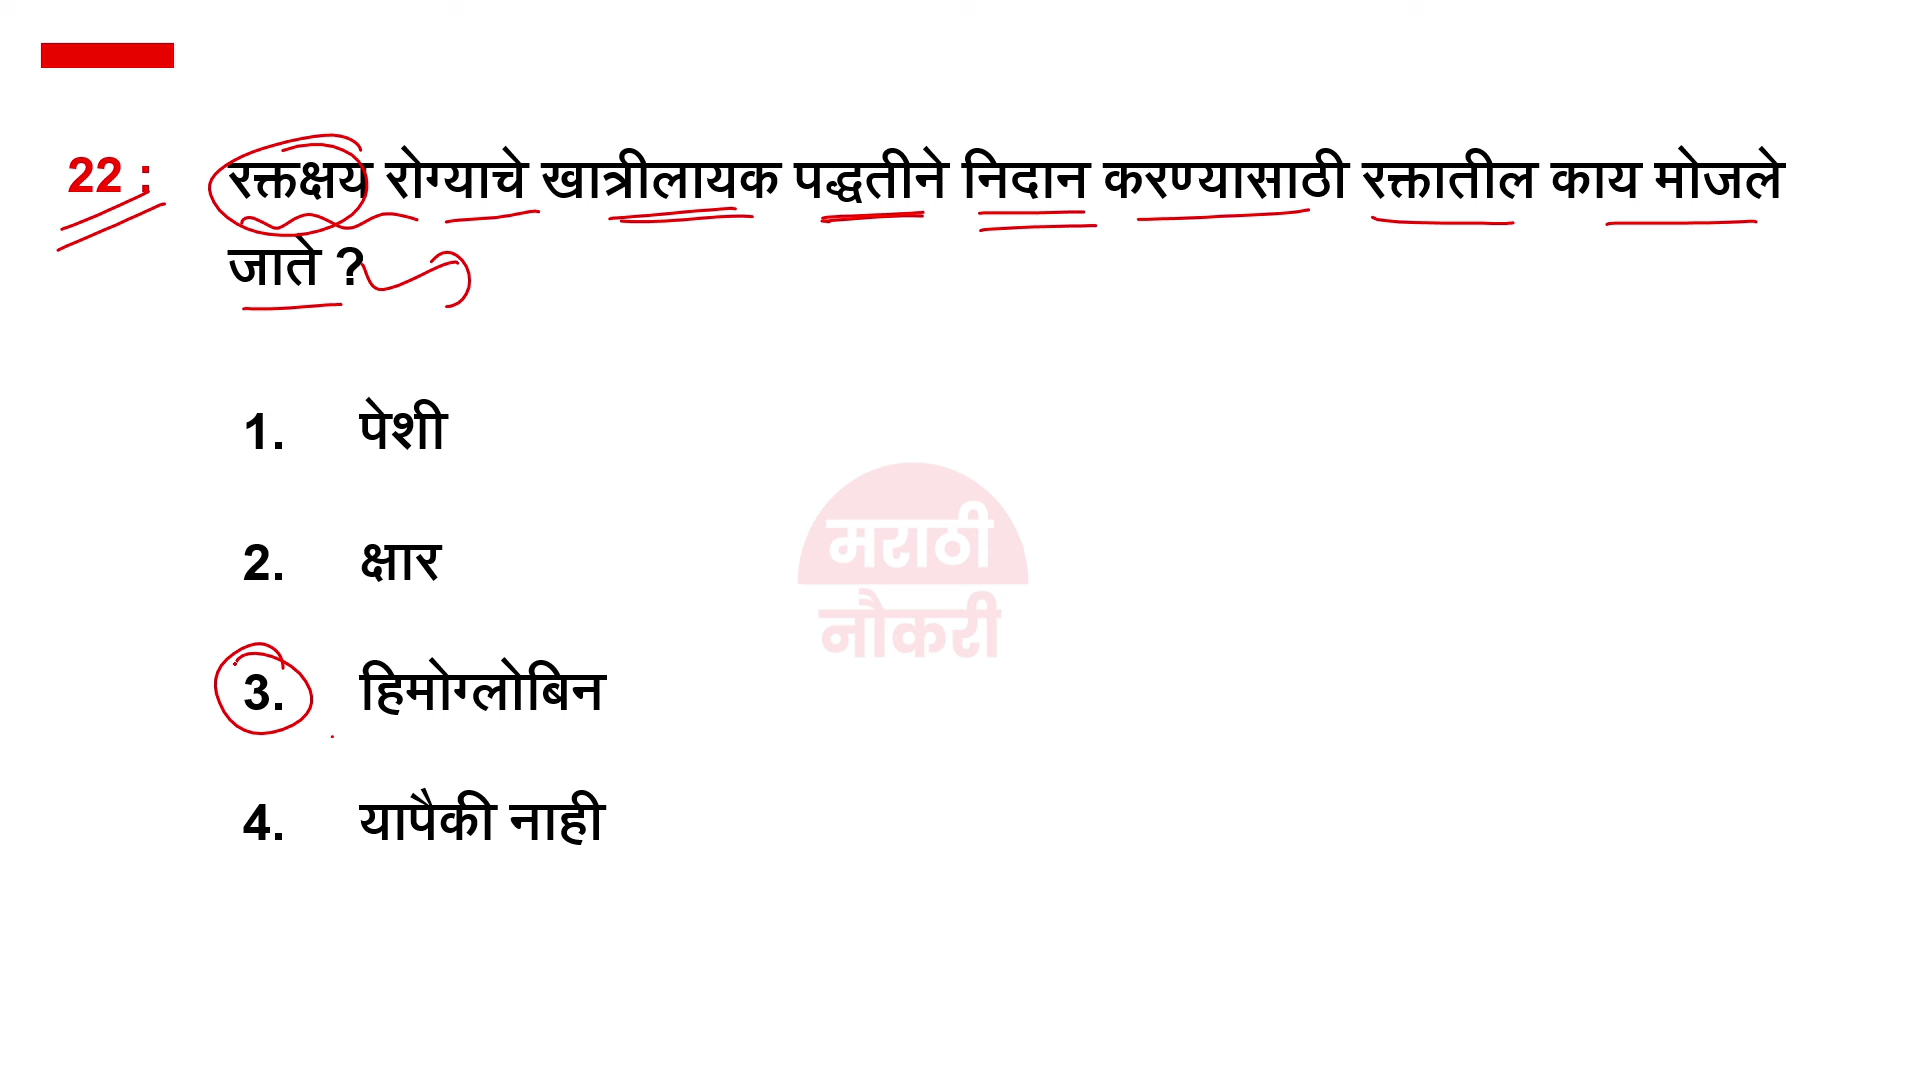 22 : रक्तक्षय रोग्याचे खात्रीलायक पद्धतीने निदान करण्यासाठी रक्तातील काय मोजले
जाते ?
1. पेशी
2. क्षार
मराठी
नौकरी
3. हिमोग्लोबिन
4. यापैकी नाही